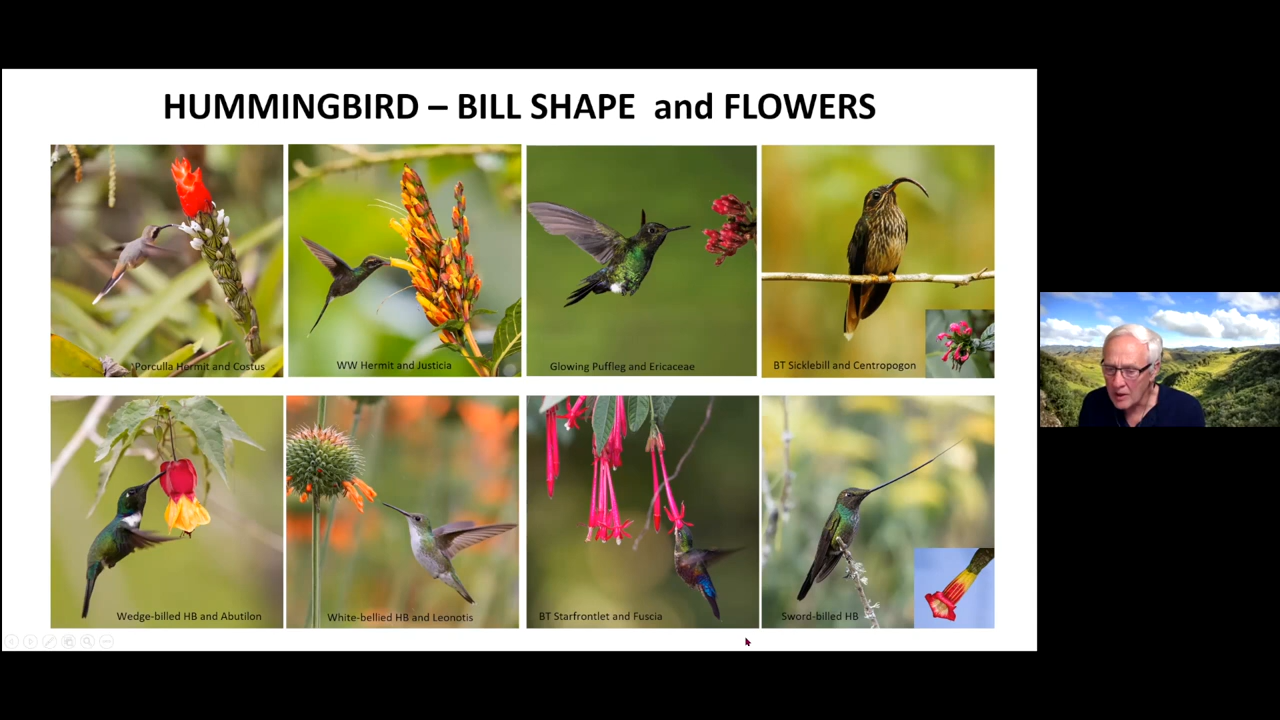 HUMMINGBIRD – BILL SHAPE and FLOWERS
Porculla Hermit and Costus
WW Hermit and Justicia
Glowing Puffleg and Ericaceae
BT Sicklebill and Centropogon
Wedge-billed HB and Abutilon
White-bellied HB and Leonotis
BT Starfrontlet and Fuscia
Sword-billed HB